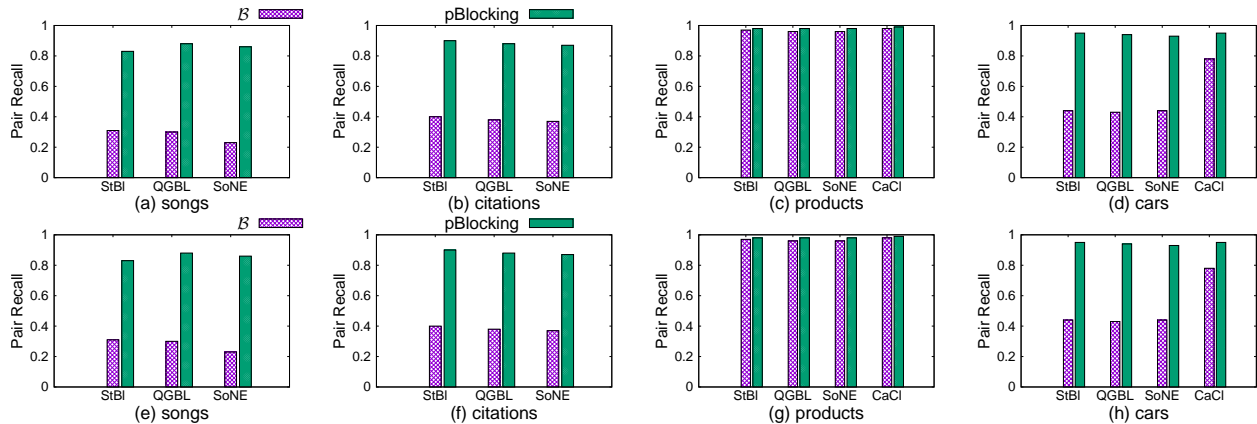 ℬ pBlocking
Pair Recall
1
0.8
0.6
0.4
0.2
0
StBl QGBL SoNE
(a) songs
Pair Recall
1
0.8
0.6
0.4
0.2
0
StBl QGBL SoNE
(b) citations
Pair Recall
1
0.8
0.6
0.4
0.2
0
StBl QGBL SoNE CaCl
(c) products
Pair Recall
1
0.8
0.6
0.4
0.2
0
StBl QGBL SoNE CaCl
(d) cars
ℬ pBlocking
Pair Recall
1
0.8
0.6
0.4
0.2
0
StBl QGBL SoNE
(e) songs
Pair Recall
1
0.8
0.6
0.4
0.2
0
StBl QGBL SoNE
(f) citations
Pair Recall
1
0.8
0.6
0.4
0.2
0
StBl QGBL SoNE CaCl
(g) products
Pair Recall
1
0.8
0.6
0.4
0.2
0
StBl QGBL SoNE CaCl
(h) cars